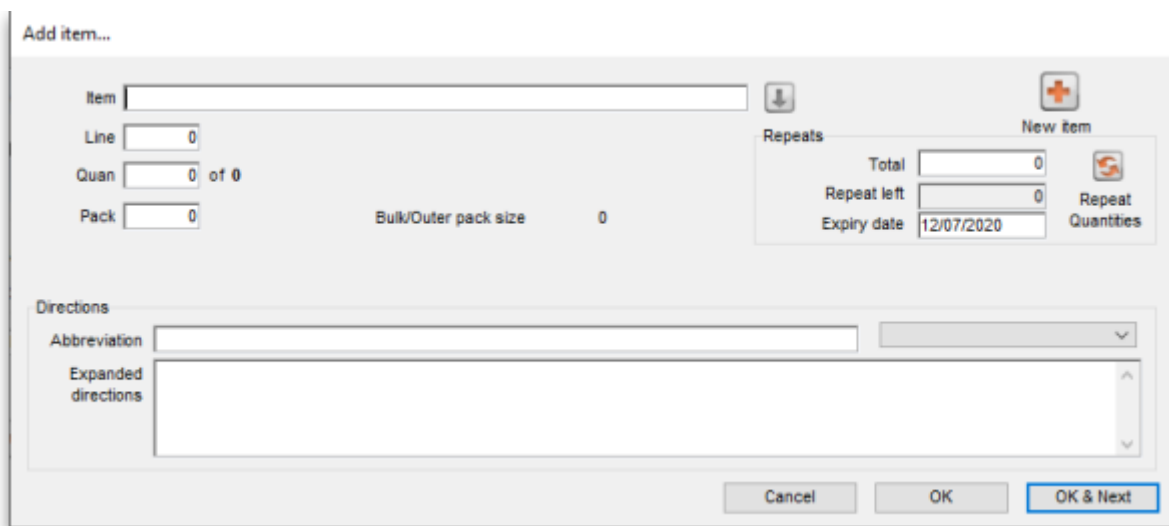 Add item...
Item
New item
Line 0
Repeats
Total 0
Quan 0 of 0
Repeat left 0
Repeat Quantities
Pack 0
Bulk/Outer pack size 0
Expiry date 12/07/2020
Directions
Abbreviation
Expanded
directions
Cancel OK OK & Next